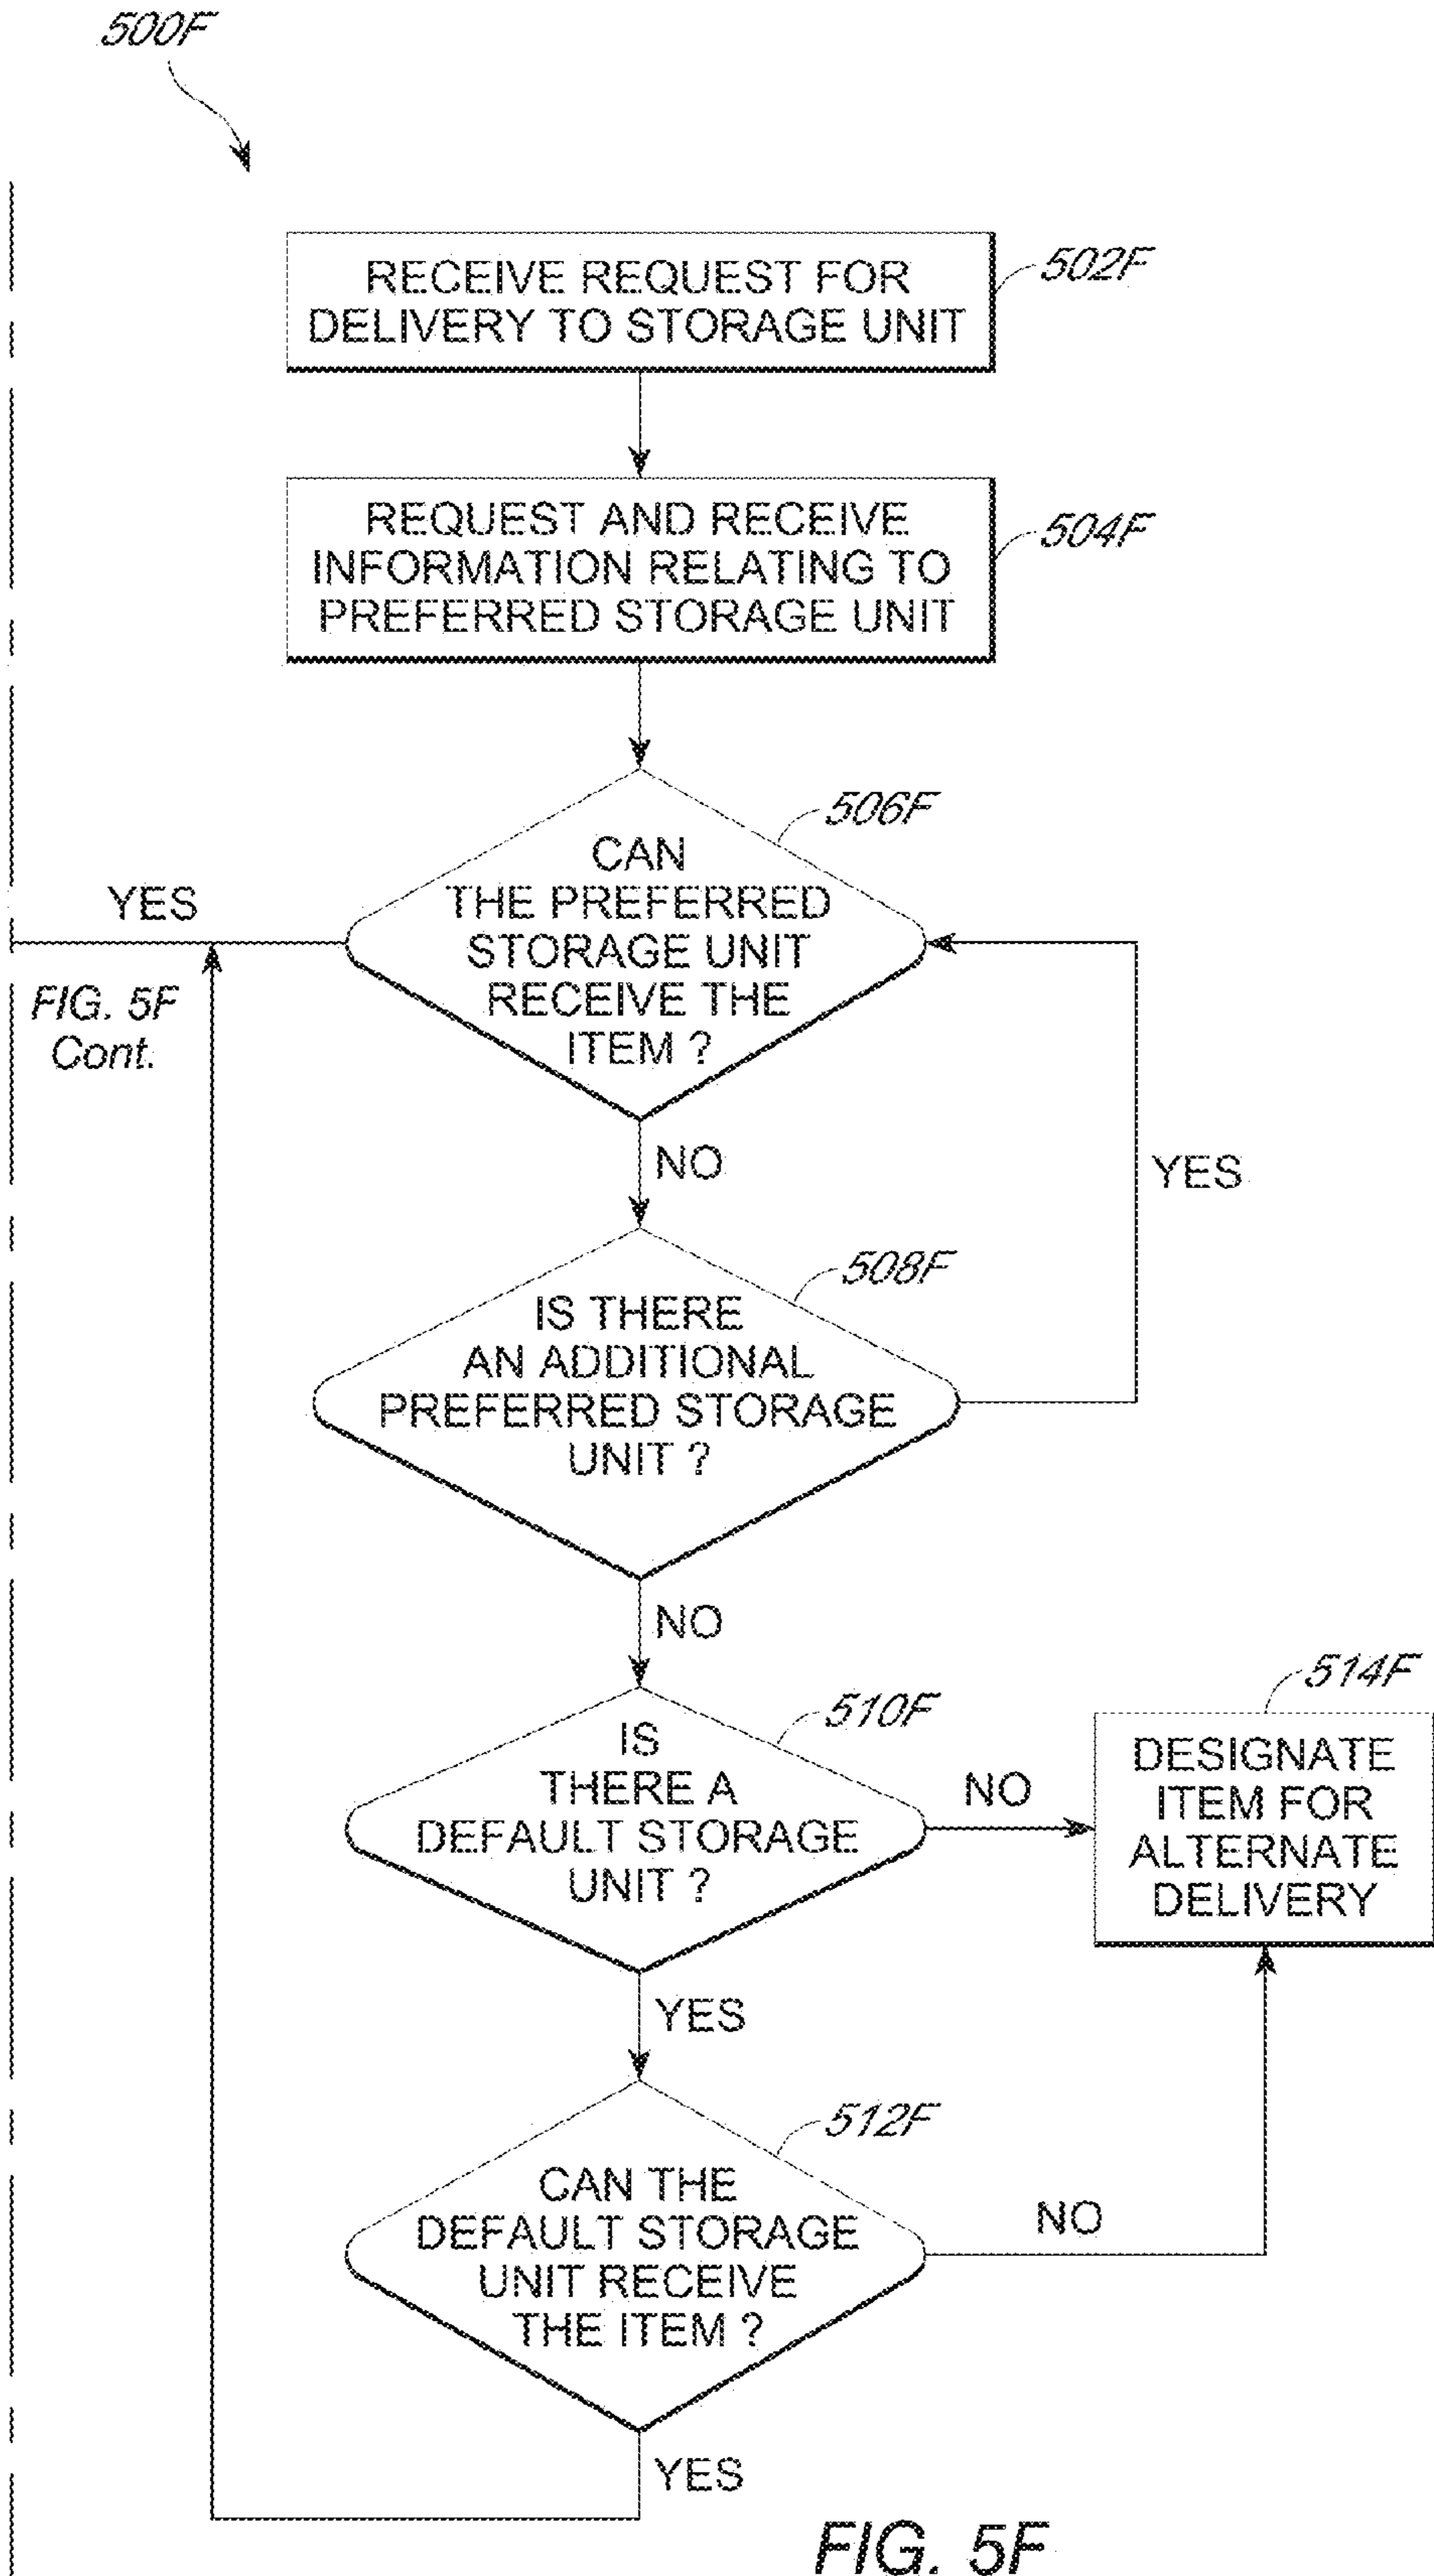 500F
RECEIVE REQUEST FOR
DELIVERY TO STORAGE UNIT
502F
REQUEST AND RECEIVE
INFORMATION RELATING TO
PREFERRED STORAGE UNIT
504F
506F
CAN
THE PREFERRED
STORAGE UNIT
RECEIVE THE
ITEM ?
YES
FIG. 5F
Cont.
NO
YES
508F
IS THERE
AN ADDITIONAL
PREFERRED STORAGE
UNIT ?
NO
510F
IS
THERE A
DEFAULT STORAGE
UNIT ?
NO
514F
DESIGNATE
ITEM FOR
ALTERNATE
DELIVERY
YES
512F
CAN THE
DEFAULT STORAGE
UNIT RECEIVE
THE ITEM ?
NO
YES
FIG. 5F